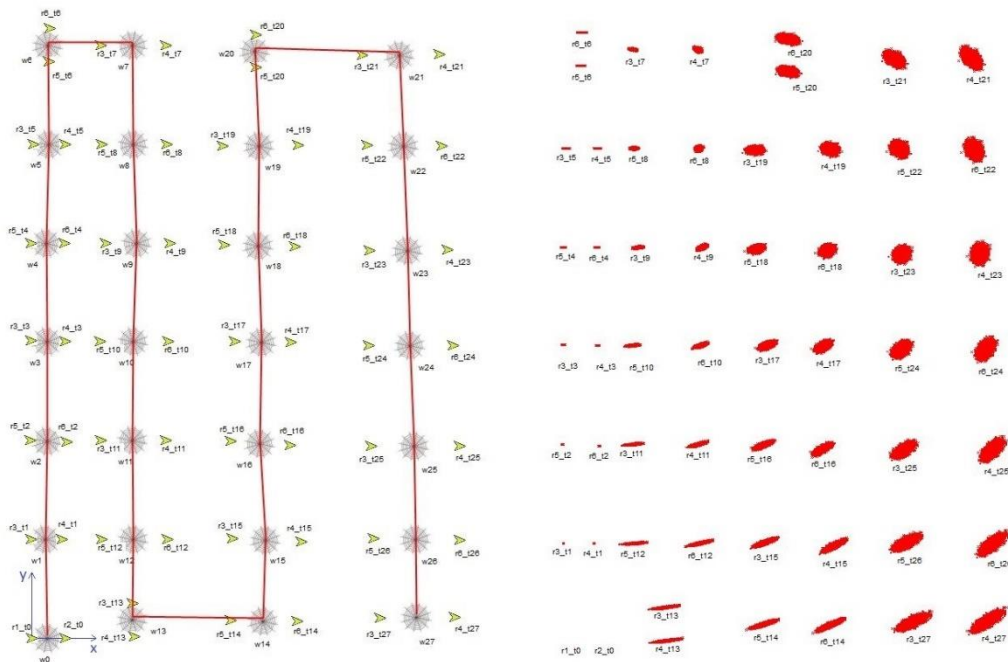 r6_t6
r6_t20
r3_t7 r4_t7
w6 w7 w20 w21
r5_t6 r5_t20 r3_t21 r4_t21
r3_t5 r4_t5 r3_t19 r4_t19
r5_t8 r6_t8 r5_t22 r6_t22
w5 w8 w19 w22
r5_t4 r6_t4 r5_t18 r6_t18
r3_t9 r4_t9 r3_t23 r4_t23
w4 w9 w18 w23
r3_t3 r4_t3 r3_t17 r4_t17
r5_t10 r6_t10 r5_t24 r6_t24
w3 w10 w17 w24
r5_t2 r6_t2 r5_t16 r6_t16
r3_t11 r4_t11 r3_t25 r4_t25
w2 w11 w16 w25
r3_t1 r4_t1 r3_t15 r4_t15
r5_t12 r6_t12 r5_t26 r6_t26
w1 w12 w15 w26
y
r3_t13
r1_t0 r2_t0 r4_t13 w13 r5_t14 r6_t14 r3_t27 r4_t27
x
w0 w14 w27
r6_t6 r6_t20
r3_t7 r4_t7
r5_t6 r5_t20 r3_t21 r4_t21
r3_t5 r4_t5 r5_t8 r6_t8 r3_t19 r4_t19 r5_t22 r6_t22
r5_t4 r6_t4 r3_t9 r4_t9 r5_t18 r6_t18 r3_t23 r4_t23
r3_t3 r4_t3 r5_t10 r6_t10 r3_t17 r4_t17 r5_t24 r6_t24
r5_t2 r6_t2 r3_t11 r4_t11 r5_t16 r6_t16 r3_t25 r4_t25
r3_t1 r4_t1 r5_t12 r6_t12 r3_t15 r4_t15 r5_t26
r3_t13
r1_t0 r2_t0 r4_t13 r5_t14 r6_t14 r3_t27 r4_t27